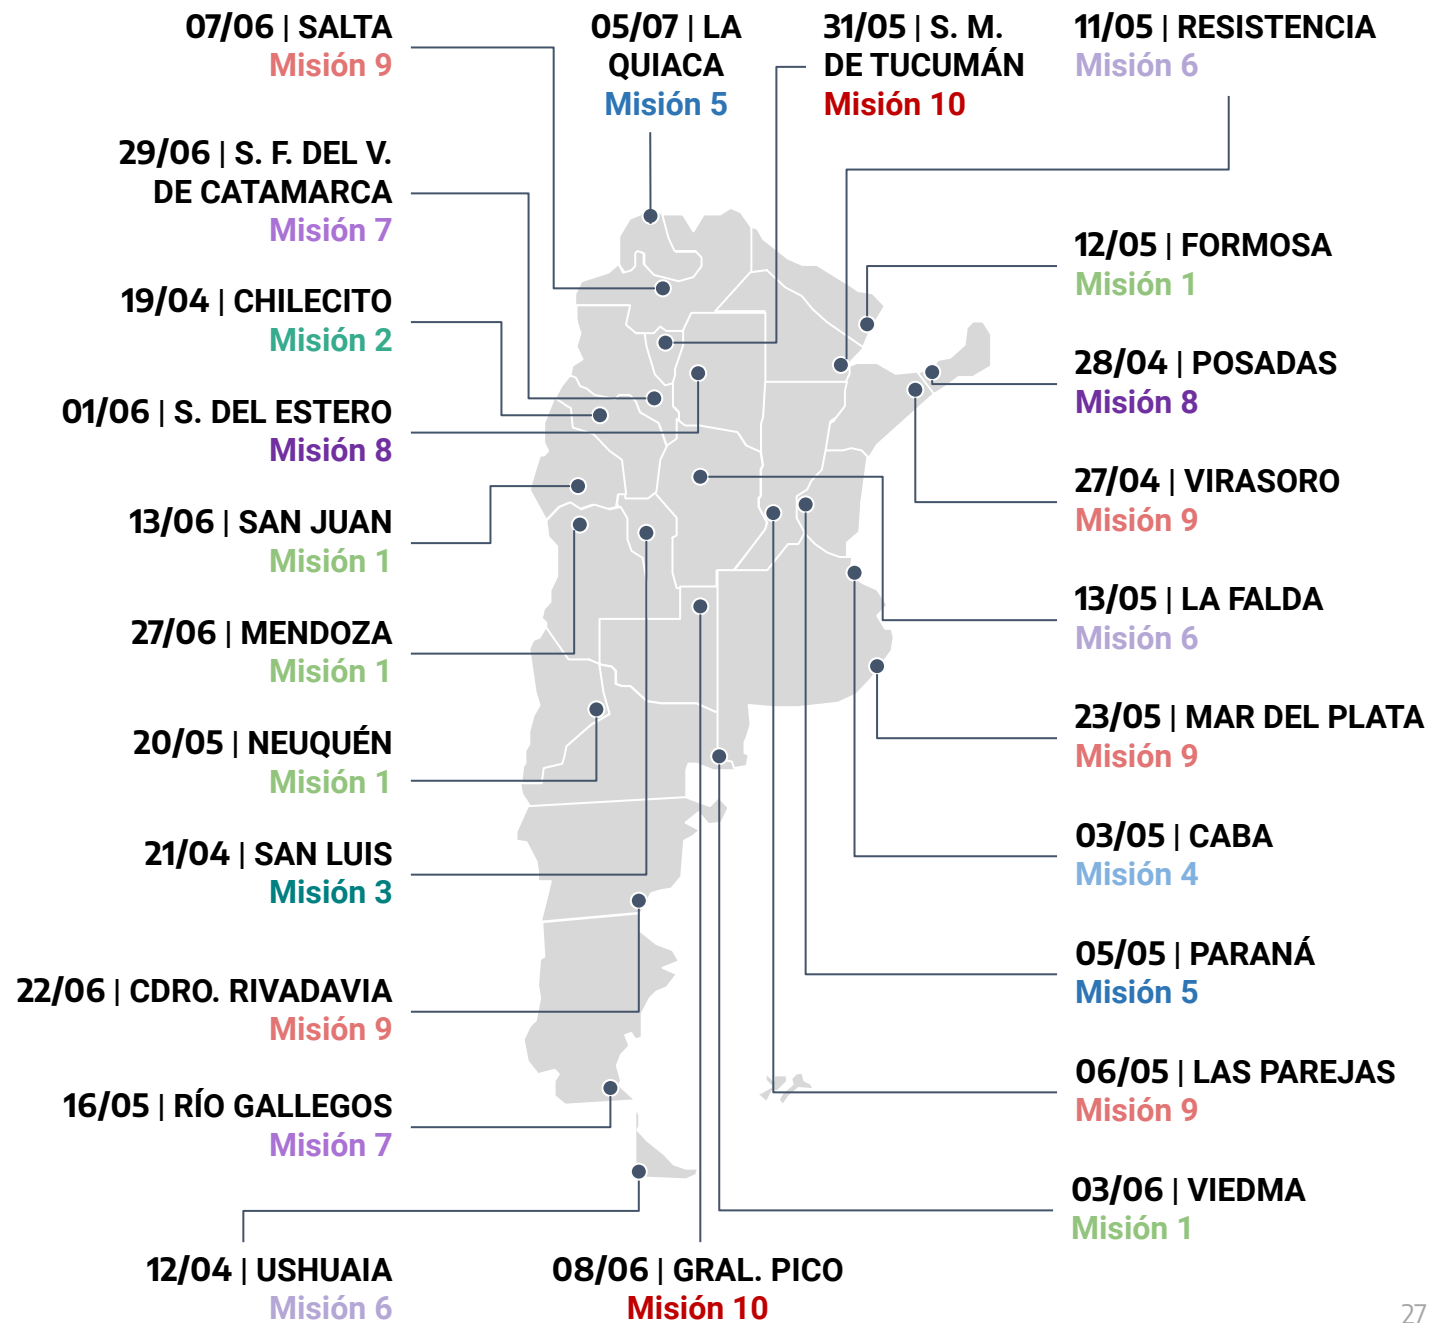 07/06 | SALTA
Misión 9
05/07 | LA
QUIACA
Misión 5
31/05 | S. M.
DE TUCUMÁN
Misión 10
11/05 | RESISTENCIA
Misión 6
29/06 | S. F. DEL V.
DE CATAMARCA
Misión 7
19/04 | CHILECITO
Misión 2
01/06 | S. DEL ESTERO
Misión 8
13/06 | SAN JUAN
Misión 1
27/06 | MENDOZA
Misión 1
20/05 | NEUQUÉN
Misión 1
21/04 | SAN LUIS
Misión 3
22/06 | CDRO. RIVADAVIA
Misión 9
16/05 | RÍO GALLEGOS
Misión 7
12/04 | USHUAIA
Misión 6
08/06 | GRAL. PICO
Misión 10
12/05 | FORMOSA
Misión 1
28/04 | POSADAS
Misión 8
27/04 | VIRASORO
Misión 9
13/05 | LA FALDA
Misión 6
23/05 | MAR DEL PLATA
Misión 9
03/05 | CABA
Misión 4
05/05 | PARANÁ
Misión 5
06/05 | LAS PAREJAS
Misión 9
03/06 | VIEDMA
Misión 1
27